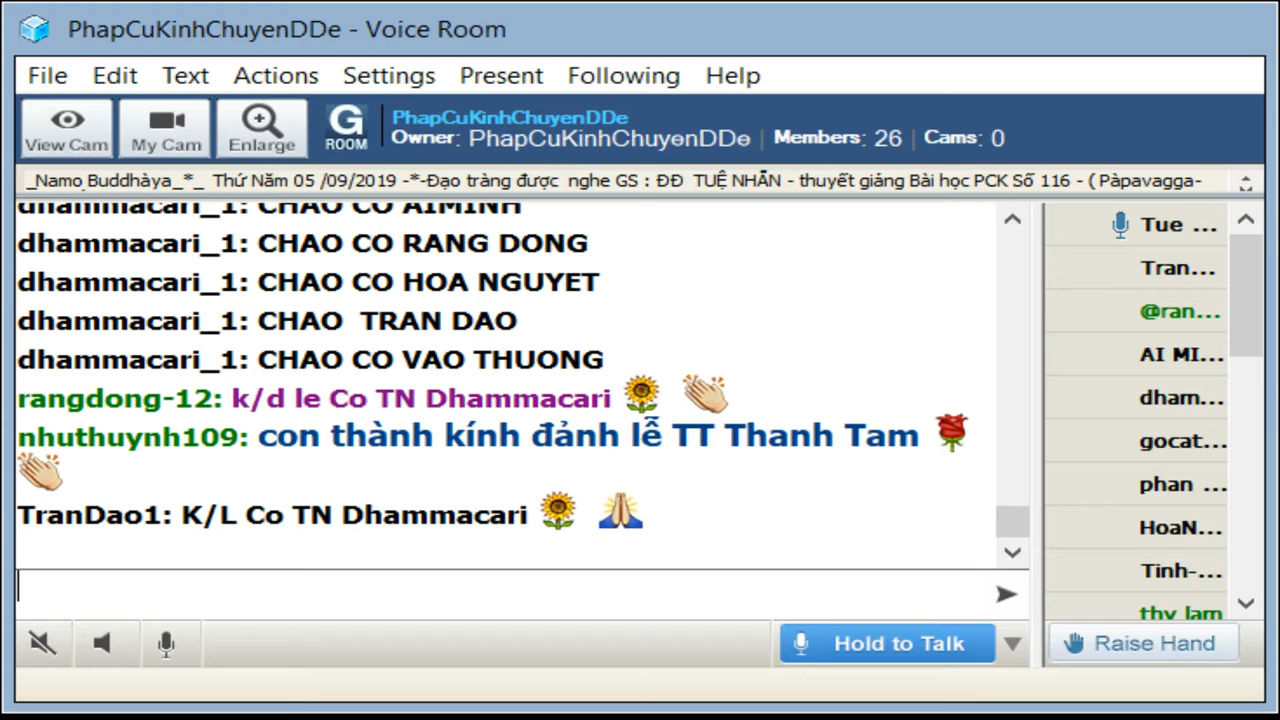 PhapCuKinhChuyenDDe - Voice Room
File Edit Text Actions Settings Present Following Help
View Cam My Cam Enlarge G ROOM
PhapCuKinhChuyenDDe
Owner: PhapCuKinhChuyenDDe | Members: 26 | Cams: 0
_Namo_Buddhàya_*_ Thứ Năm 05 /09/2019 -*-Đạo tràng được nghe GS : ĐĐ TUỆ NHẪN - thuyết giảng Bài học PCK Số 116 - ( Pàpavagga-
dhammacari_1: CHAO CO AIMINH
dhammacari_1: CHAO CO RANG DONG
dhammacari_1: CHAO CO HOA NGUYET
dhammacari_1: CHAO TRAN DAO
dhammacari_1: CHAO CO VAO THUONG
rangdong-12: k/d le Co TN Dhammacari
nhuthuynh109: con thành kính đảnh lễ TT Thanh Tam
TranDao1: K/L Co TN Dhammacari
Tue ...
Tran...
@ran...
AI MI...
dham...
gocat...
phan ...
HoaN...
Tinh-...
thy lam
Hold to Talk
Raise Hand